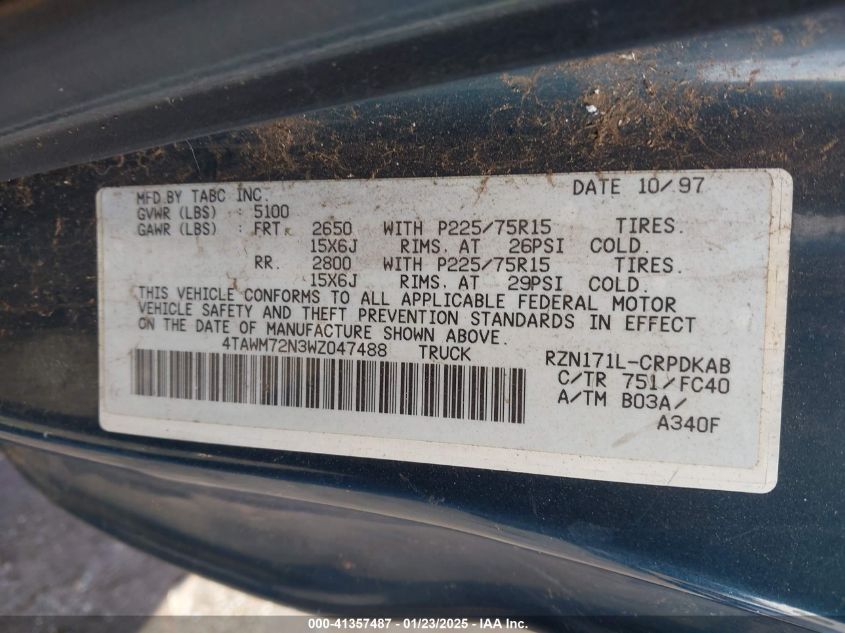 MFD.BY TABC INC. DATE 10/97
GVWR (LBS) : 5100
GAWR (LBS) : FRT. 2650 WITH P225/75R15 TIRES.
15X6J RIMS. AT 26PSI COLD.
RR. 2800 WITH P225/75R15 TIRES.
15X6J RIMS. AT 29PSI COLD.
THIS VEHICLE CONFORMS TO ALL APPLICABLE FEDERAL MOTOR
VEHICLE SAFETY AND THEFT PREVENTION STANDARDS IN EFFECT
ON THE DATE OF MANUFACTURE SHOWN ABOVE.
4TAWM72N3WZ047488 TRUCK RZN171L-CRPDKAB
C/TR 751/FC40
A/TM B03A/
A340F
000-41357487 - 01/23/2025 - IAA Inc.